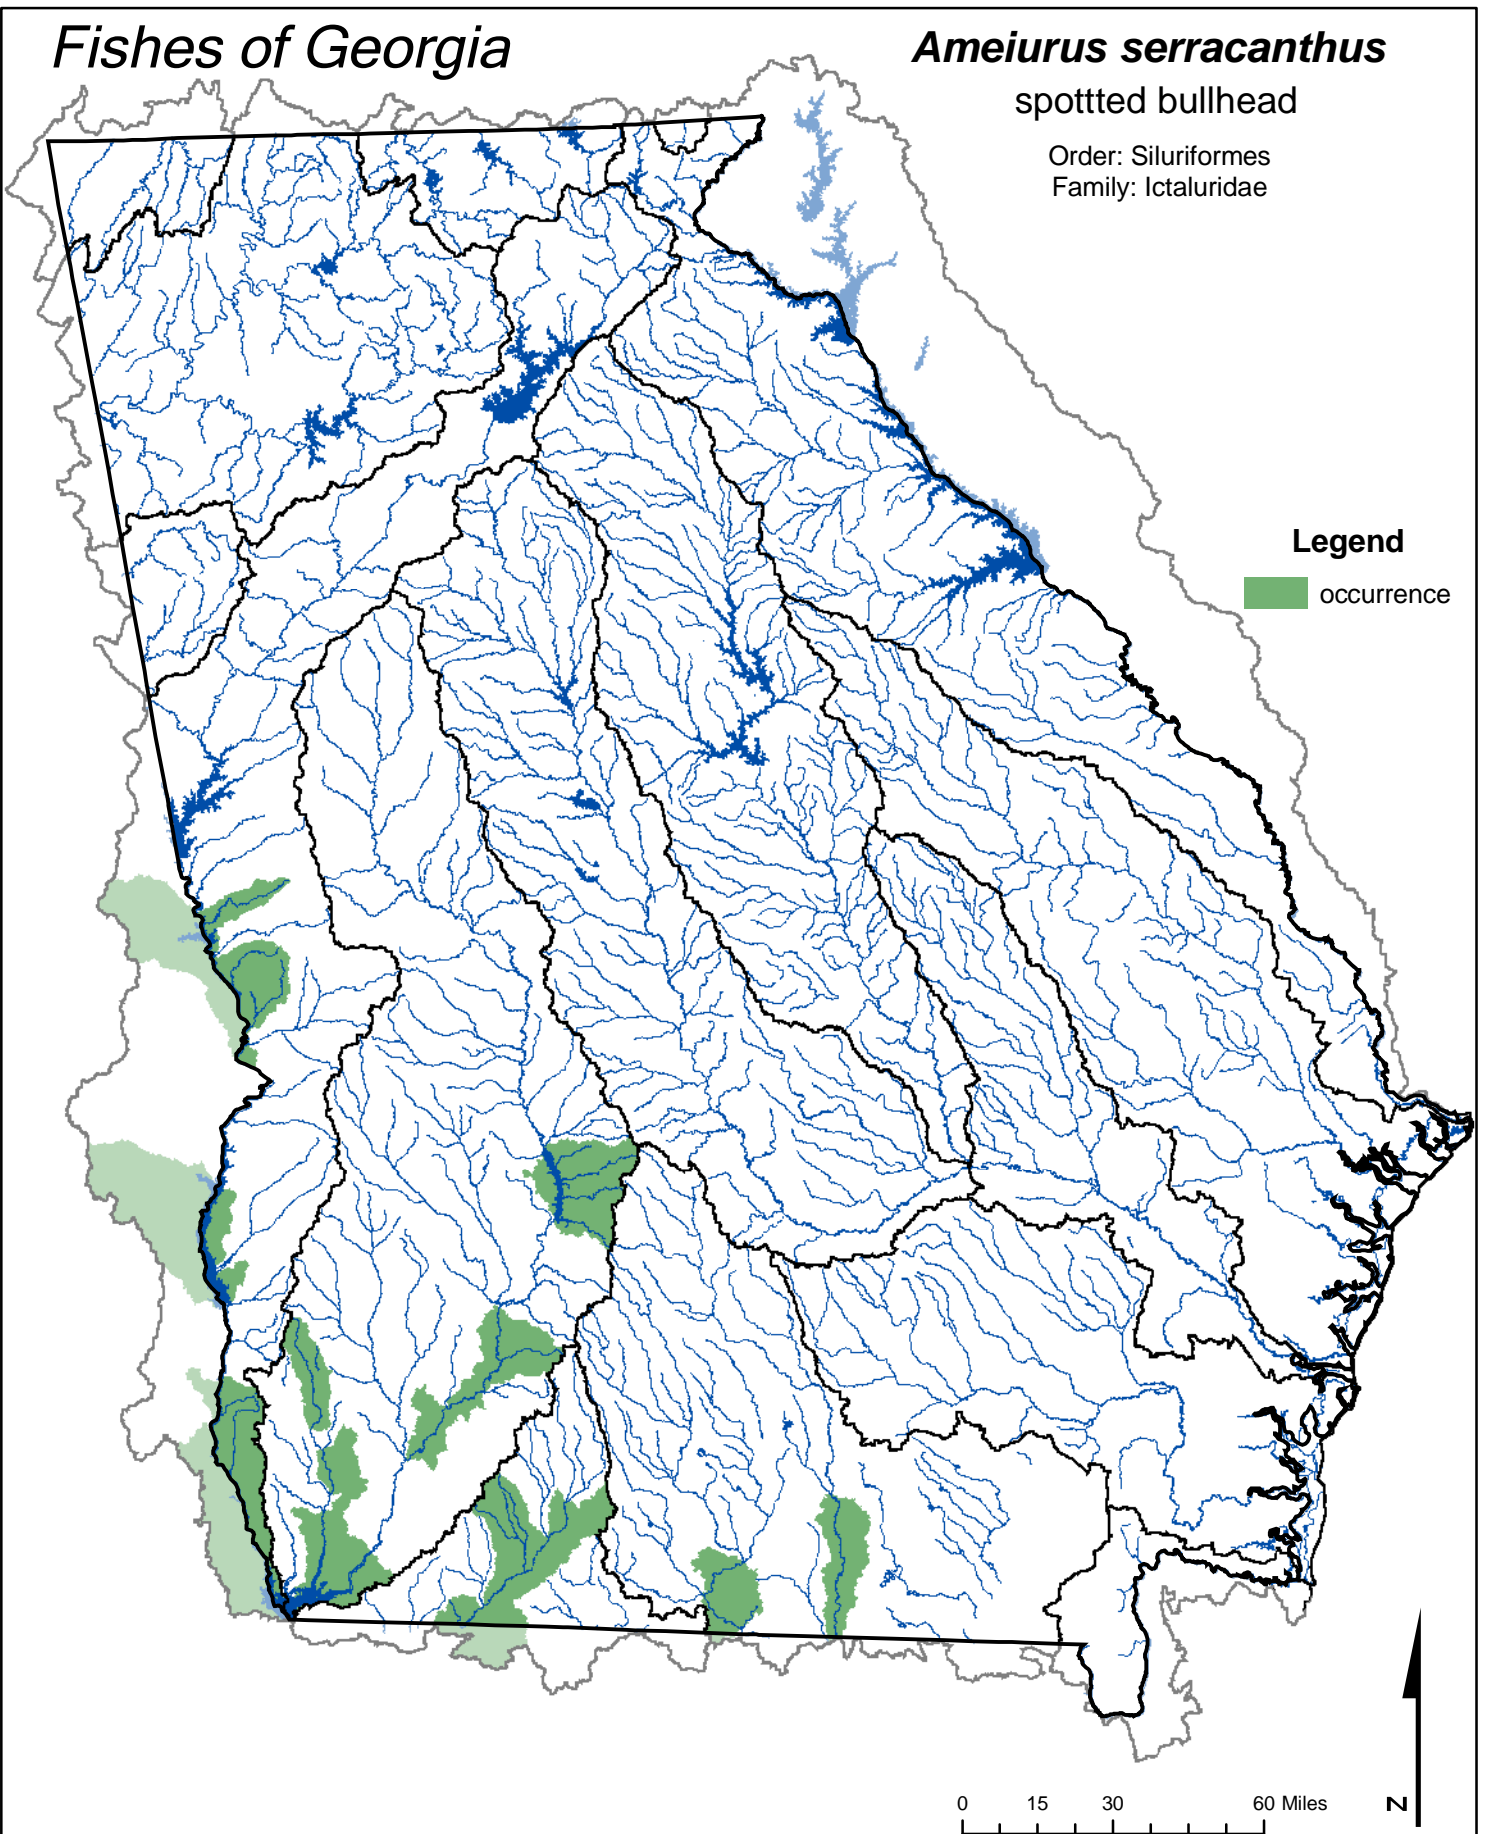 Fishes of Georgia
Ameiurus serracanthus
spottted bullhead
Order: Siluriformes
Family: Ictaluridae
Legend
occurrence
0 15 30 60 Miles
N